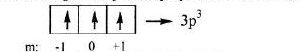 ↑ ↑ ↑ → 3p³
m: -1 0 +1